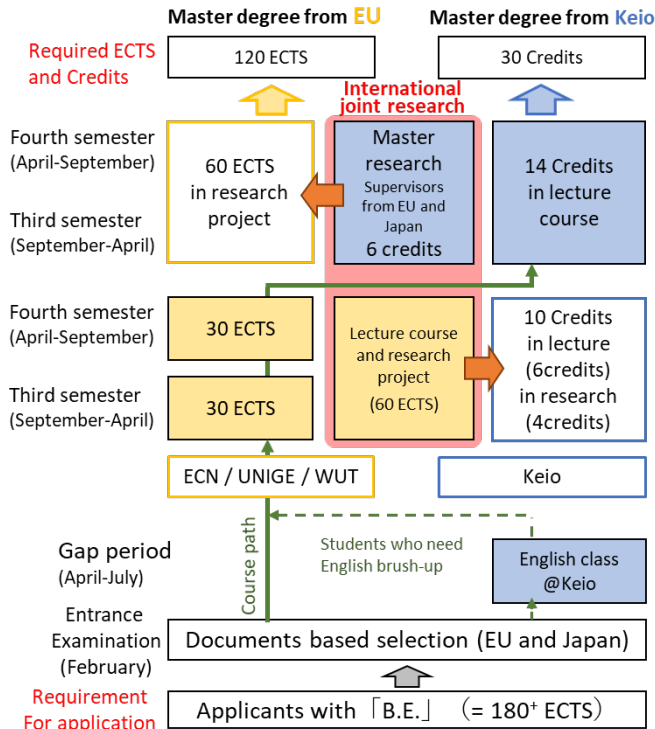 Master degree from EU
Master degree from Keio
Required ECTS
and Credits
120 ECTS
30 Credits
International
joint research
Fourth semester
(April-September)
Third semester
(September-April)
60 ECTS
in research
project
Master
research
Supervisors
from EU and
Japan
6 credits
14 Credits
in lecture
course
Fourth semester
(April-September)
Third semester
(September-April)
30 ECTS
30 ECTS
Lecture course
and research
project
(60 ECTS)
10 Credits
in lecture
(6credits)
in research
(4credits)
ECN / UNIGE / WUT
Keio
Gap period
(April-July)
Course path
Students who need
English brush-up
English class
@Keio
Entrance
Examination
(February)
Documents based selection (EU and Japan)
Requirement
For application
Applicants with「B.E.」 (= 180⁺ ECTS)